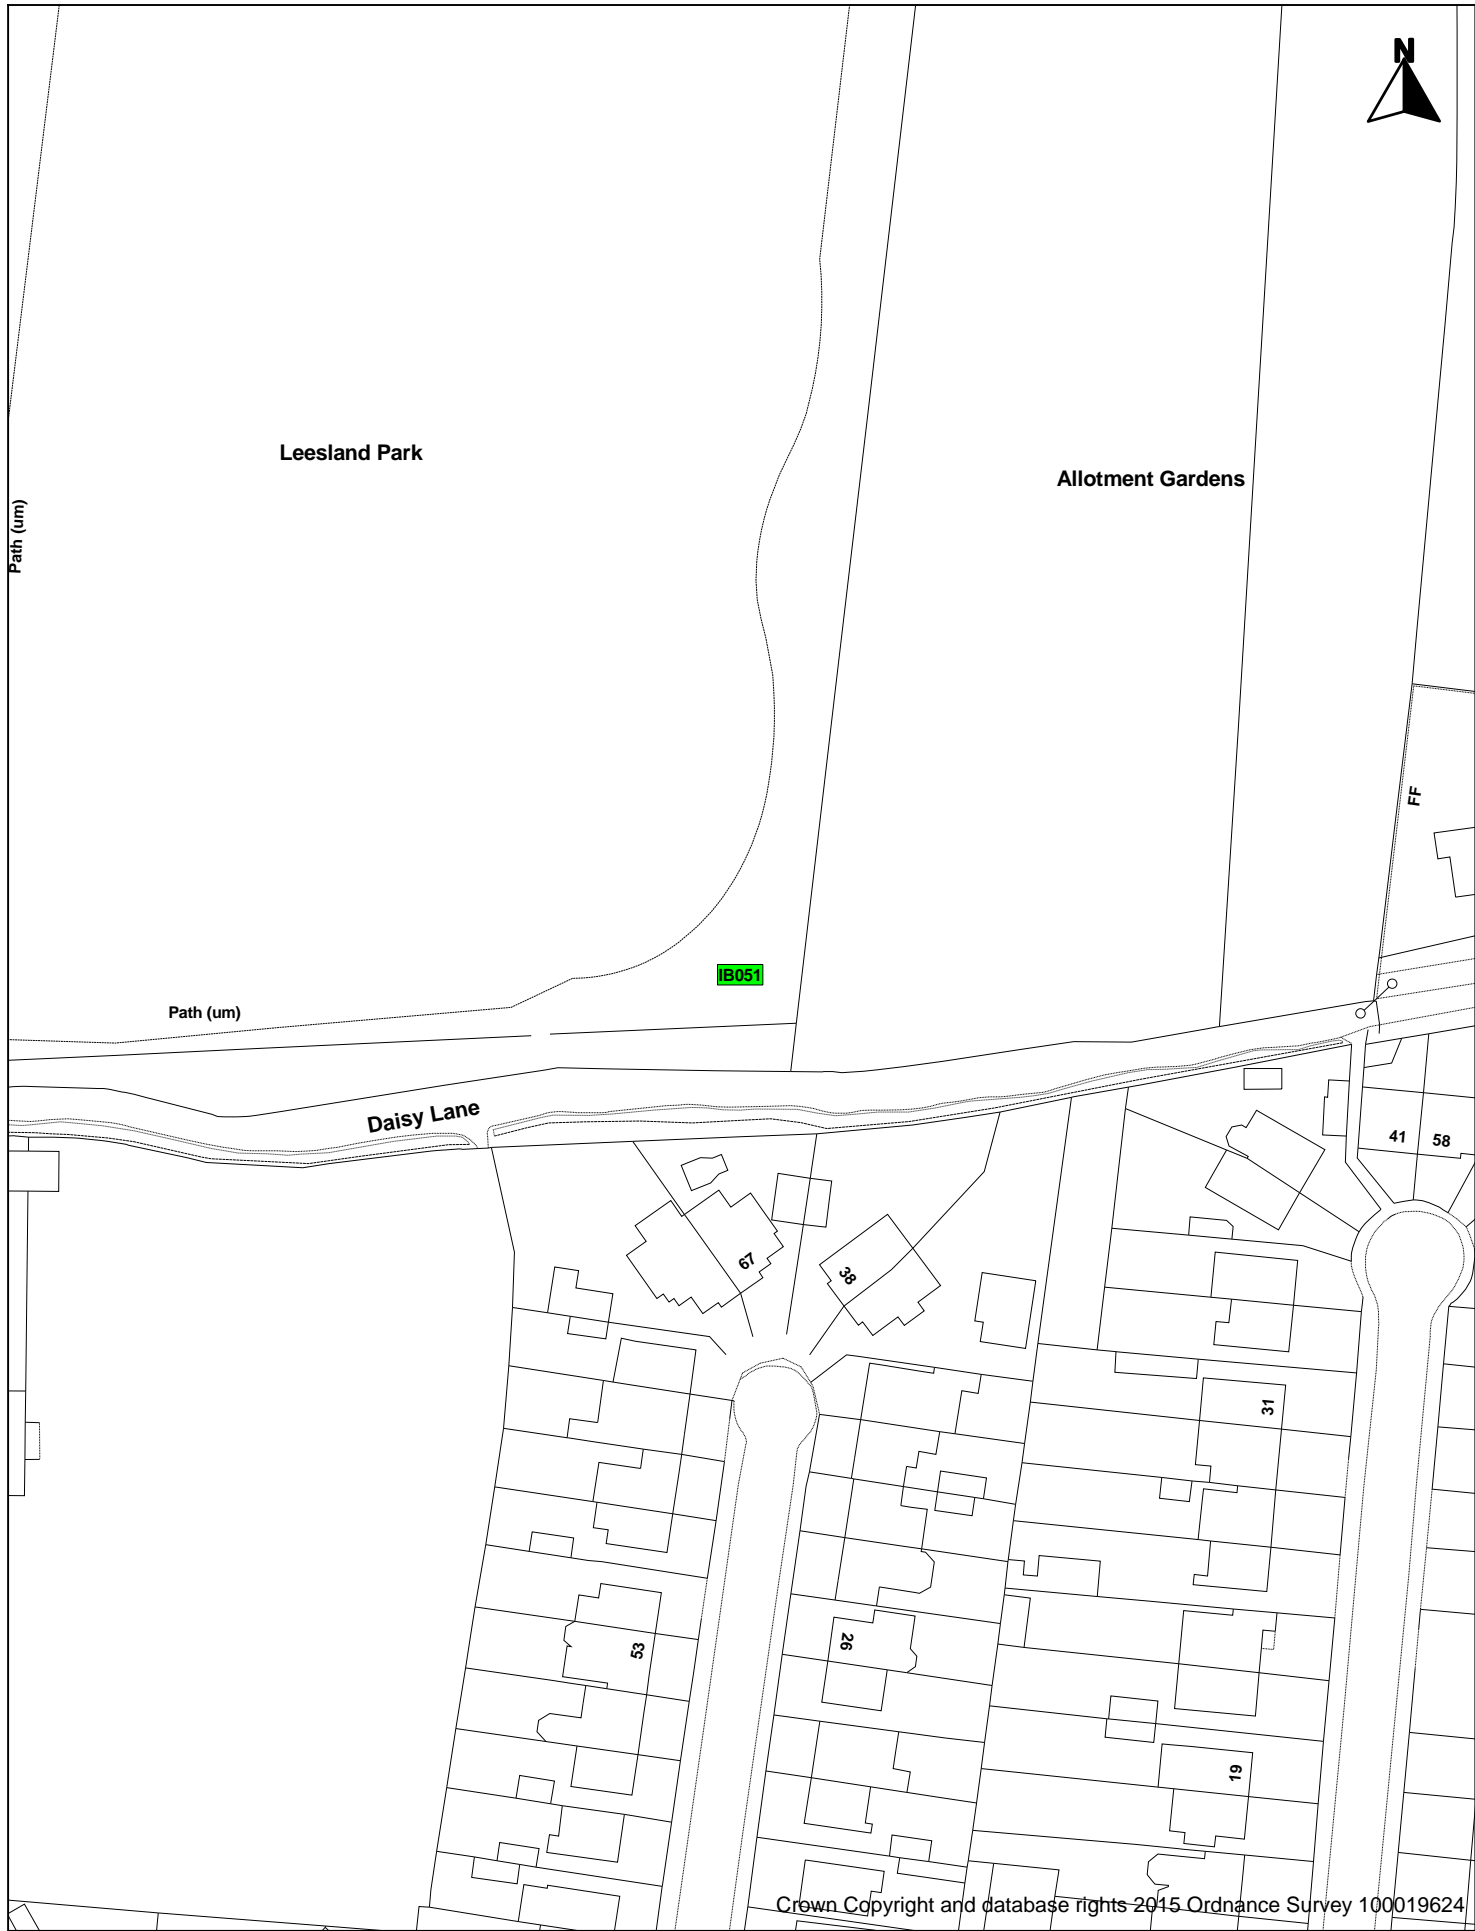 N
Leesland Park
Allotment Gardens
Path (um)
FF
IB051
Path (um)
Daisy Lane
41
58
67
38
31
53
26
19
Crown Copyright and database rights 2015 Ordnance Survey 100019624